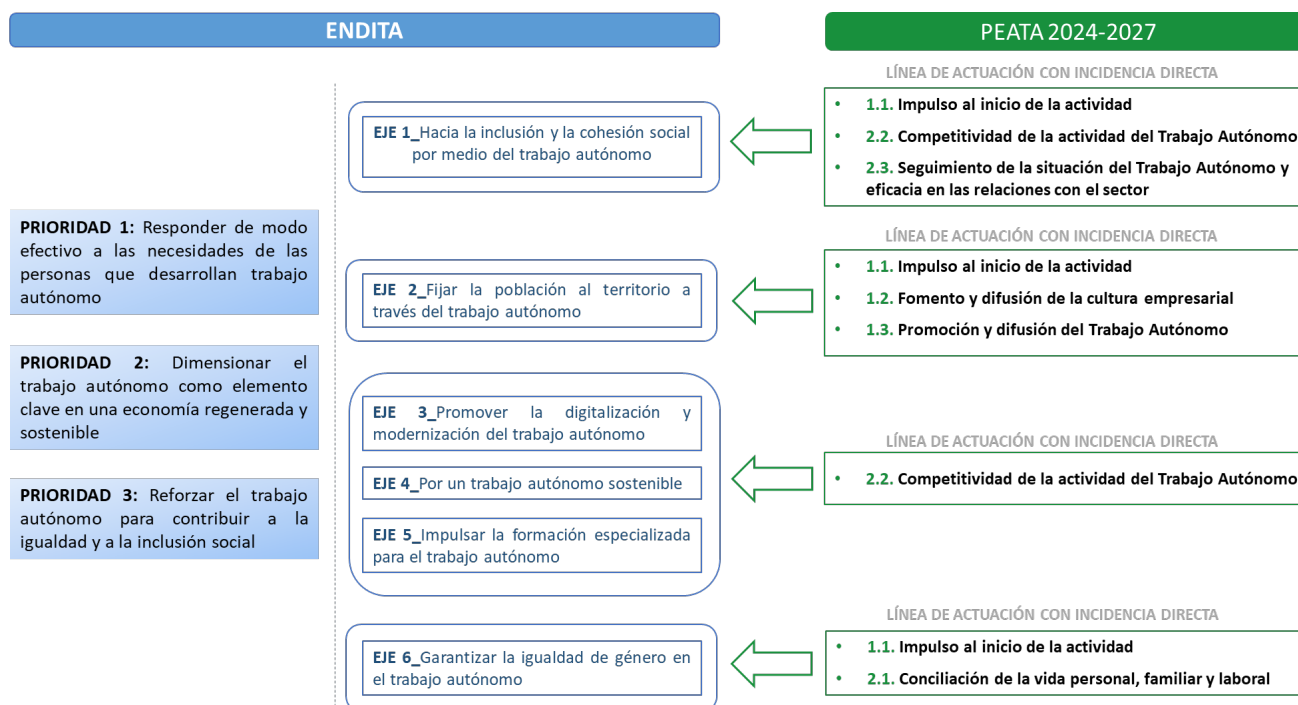 ENDITA
PRIORIDAD 1: Responder de modo
efectivo a las necesidades de las
personas que desarrollan trabajo
autónomo
PRIORIDAD 2: Dimensionar el
trabajo autónomo como elemento
clave en una economía regenerada y
sostenible
PRIORIDAD 3: Reforzar el trabajo
autónomo para contribuir a la
igualdad y a la inclusión social
EJE 1_Hacia la inclusión y la cohesión social
por medio del trabajo autónomo
EJE 2_Fijar la población al territorio a
través del trabajo autónomo
EJE 3_Promover la digitalización y
modernización del trabajo autónomo
EJE 4_Por un trabajo autónomo sostenible
EJE 5_Impulsar la formación especializada
para el trabajo autónomo
EJE 6_Garantizar la igualdad de género en
el trabajo autónomo
PEATA 2024-2027
LÍNEA DE ACTUACIÓN CON INCIDENCIA DIRECTA
• 1.1. Impulso al inicio de la actividad
• 2.2. Competitividad de la actividad del Trabajo Autónomo
• 2.3. Seguimiento de la situación del Trabajo Autónomo y
eficacia en las relaciones con el sector
LÍNEA DE ACTUACIÓN CON INCIDENCIA DIRECTA
• 1.1. Impulso al inicio de la actividad
• 1.2. Fomento y difusión de la cultura empresarial
• 1.3. Promoción y difusión del Trabajo Autónomo
LÍNEA DE ACTUACIÓN CON INCIDENCIA DIRECTA
• 2.2. Competitividad de la actividad del Trabajo Autónomo
LÍNEA DE ACTUACIÓN CON INCIDENCIA DIRECTA
• 1.1. Impulso al inicio de la actividad
• 2.1. Conciliación de la vida personal, familiar y laboral